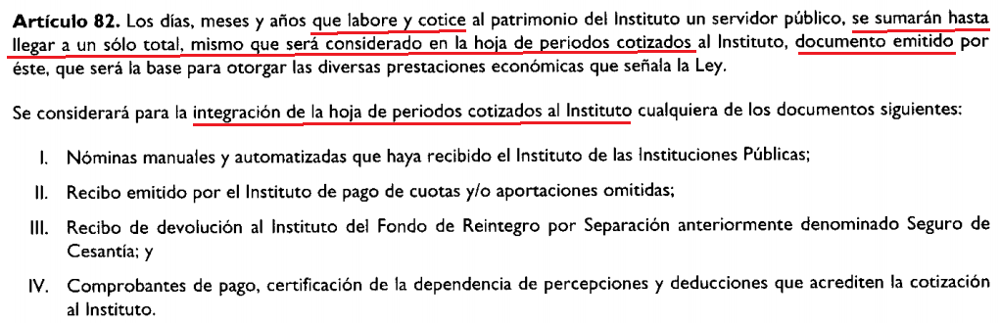 Artículo 82. Los días, meses y años que labore y cotice al patrimonio del Instituto un servidor público, se sumarán hasta
llegar a un sólo total, mismo que será considerado en la hoja de periodos cotizados al Instituto, documento emitido por
éste, que será la base para otorgar las diversas prestaciones económicas que señala la Ley.
Se considerará para la integración de la hoja de periodos cotizados al Instituto cualquiera de los documentos siguientes:
I. Nóminas manuales y automatizadas que haya recibido el Instituto de las Instituciones Públicas;
II. Recibo emitido por el Instituto de pago de cuotas y/o aportaciones omitidas;
III. Recibo de devolución al Instituto del Fondo de Reintegro por Separación anteriormente denominado Seguro de
Cesantía; y
IV. Comprobantes de pago, certificación de la dependencia de percepciones y deducciones que acrediten la cotización
al Instituto.